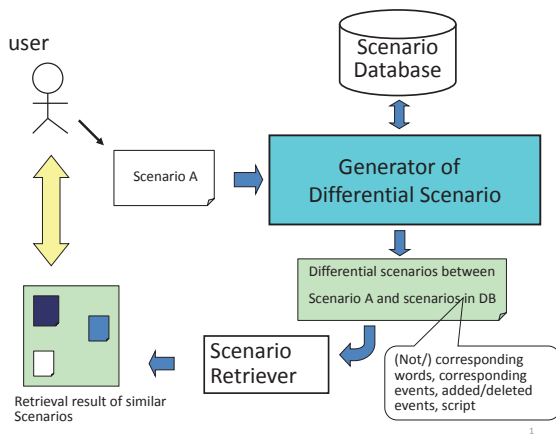 user
Scenario
Database
Scenario A
Generator of
Differential Scenario
Differential scenarios between
Scenario A and scenarios in DB
(Not/) corresponding
words, corresponding
events, added/deleted
events, script
Scenario
Retriever
Retrieval result of similar
Scenarios
1